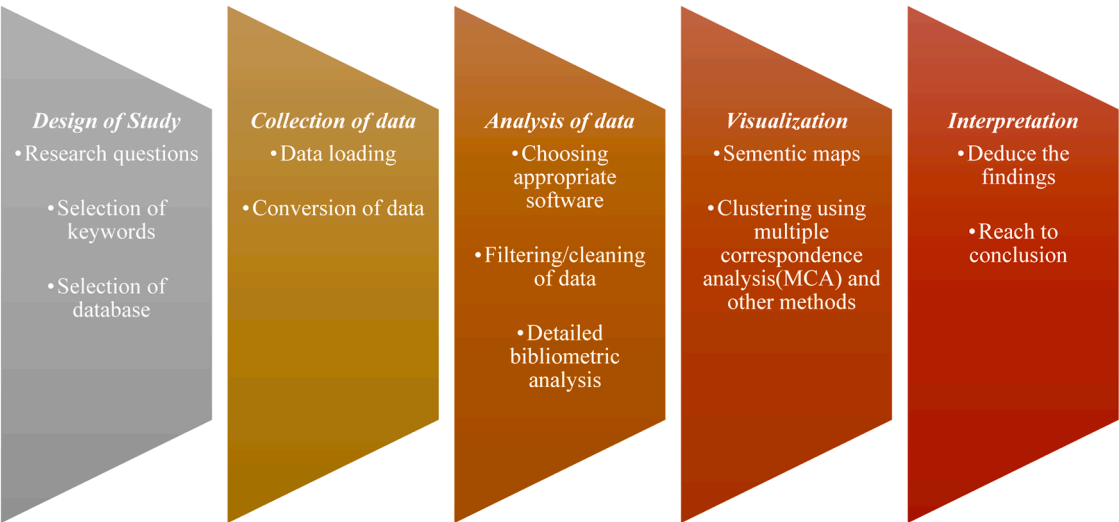 Design of Study
•Research questions
•Selection of
keywords
•Selection of
database
Collection of data
•Data loading
•Conversion of data
Analysis of data
•Choosing
appropriate
software
•Filtering/cleaning
of data
•Detailed
bibliometric
analysis
Visualization
•Sementic maps
•Clustering using
multiple
correspondence
analysis(MCA) and
other methods
Interpretation
•Deduce the
findings
•Reach to
conclusion